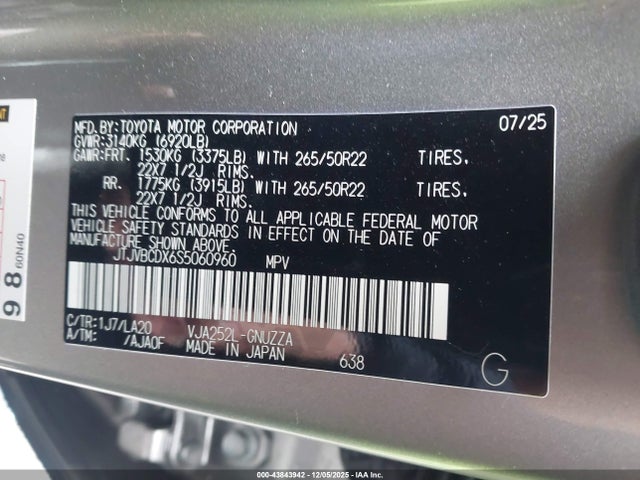 MFD. BY: TOYOTA MOTOR CORPORATION 07/25
GVWR: 3140KG (6920LB)
GAWR: FRT. 1530KG (3375LB) WITH 265/50R22 TIRES,
22X7 1/2J RIMS.
RR. 1775KG (3915LB) WITH 265/50R22 TIRES,
22X7 1/2J RIMS.
THIS VEHICLE CONFORMS TO ALL APPLICABLE FEDERAL MOTOR
VEHICLE SAFETY STANDARDS IN EFFECT ON THE DATE OF
MANUFACTURE SHOWN ABOVE.
JTJVBCDX6S5060960 MPV
C/TR: 1J7/LA20 VJA252L-GNUZZA
A/TM: /AJA0F MADE IN JAPAN 638
G
98
60N40
000-43843942 | 12/05/2025 | IAA Inc.